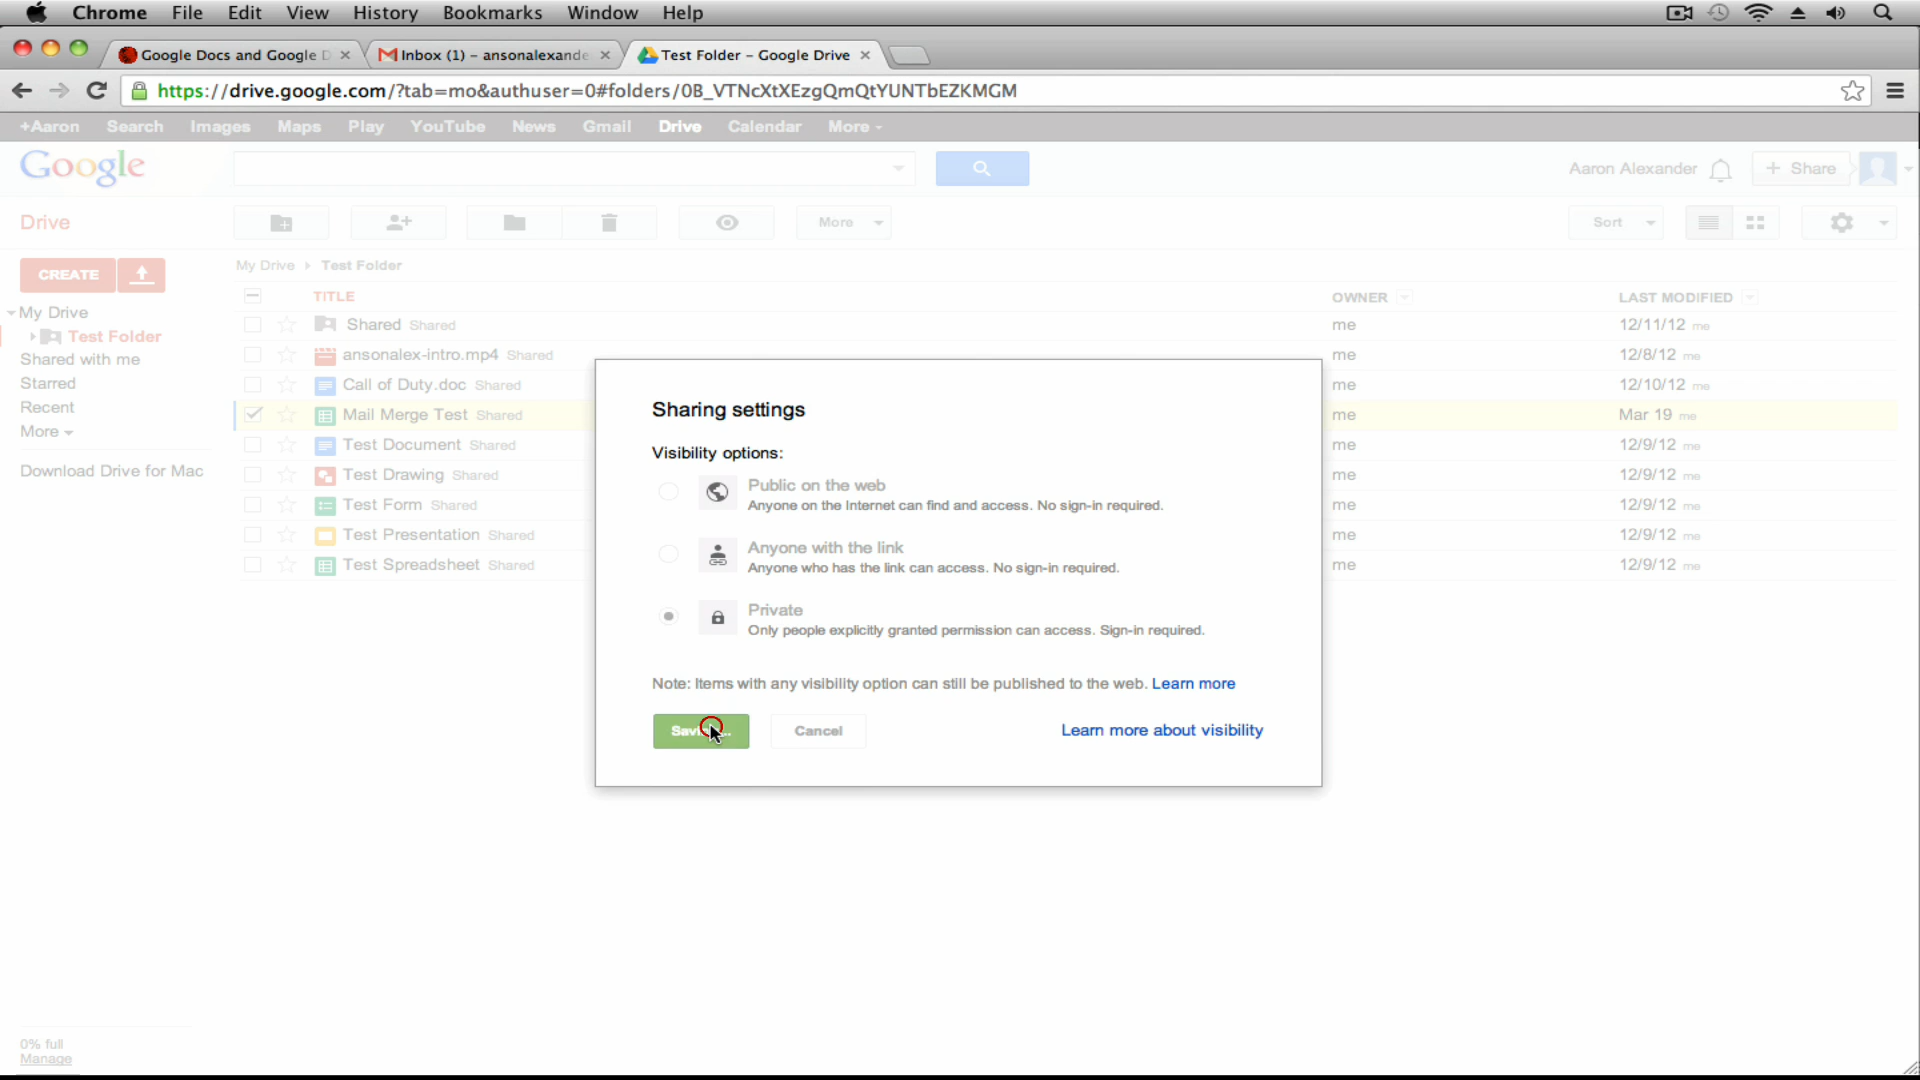 Chrome File Edit View History Bookmarks Window Help
Google Docs and Google D
Inbox (1) – ansonalexande
Test Folder – Google Drive
https://drive.google.com/?tab=mo&authuser=0#folders/0B_VTNcXtXEzgQmQtYUNTbEZKMGM
+Aaron Search Images Maps Play YouTube News Gmail Drive Calendar More
Google
Aaron Alexander
+ Share
Drive
More
Sort
CREATE
My Drive Test Folder
TITLE OWNER LAST MODIFIED
My Drive
Test Folder
Shared with me
Starred
Recent
More
Download Drive for Mac
Shared Shared me 12/11/12 me
ansonalex-intro.mp4 Shared me 12/8/12 me
Call of Duty.doc Shared me 12/10/12 me
Mail Merge Test Shared me Mar 19 me
Test Document Shared me 12/9/12 me
Test Drawing Shared me 12/9/12 me
Test Form Shared me 12/9/12 me
Test Presentation Shared me 12/9/12 me
Test Spreadsheet Shared me 12/9/12 me
Sharing settings
Visibility options:
Public on the web
Anyone on the Internet can find and access. No sign-in required.
Anyone with the link
Anyone who has the link can access. No sign-in required.
Private
Only people explicitly granted permission can access. Sign-in required.
Note: Items with any visibility option can still be published to the web. Learn more
Cancel
Learn more about visibility
0% full
Manage